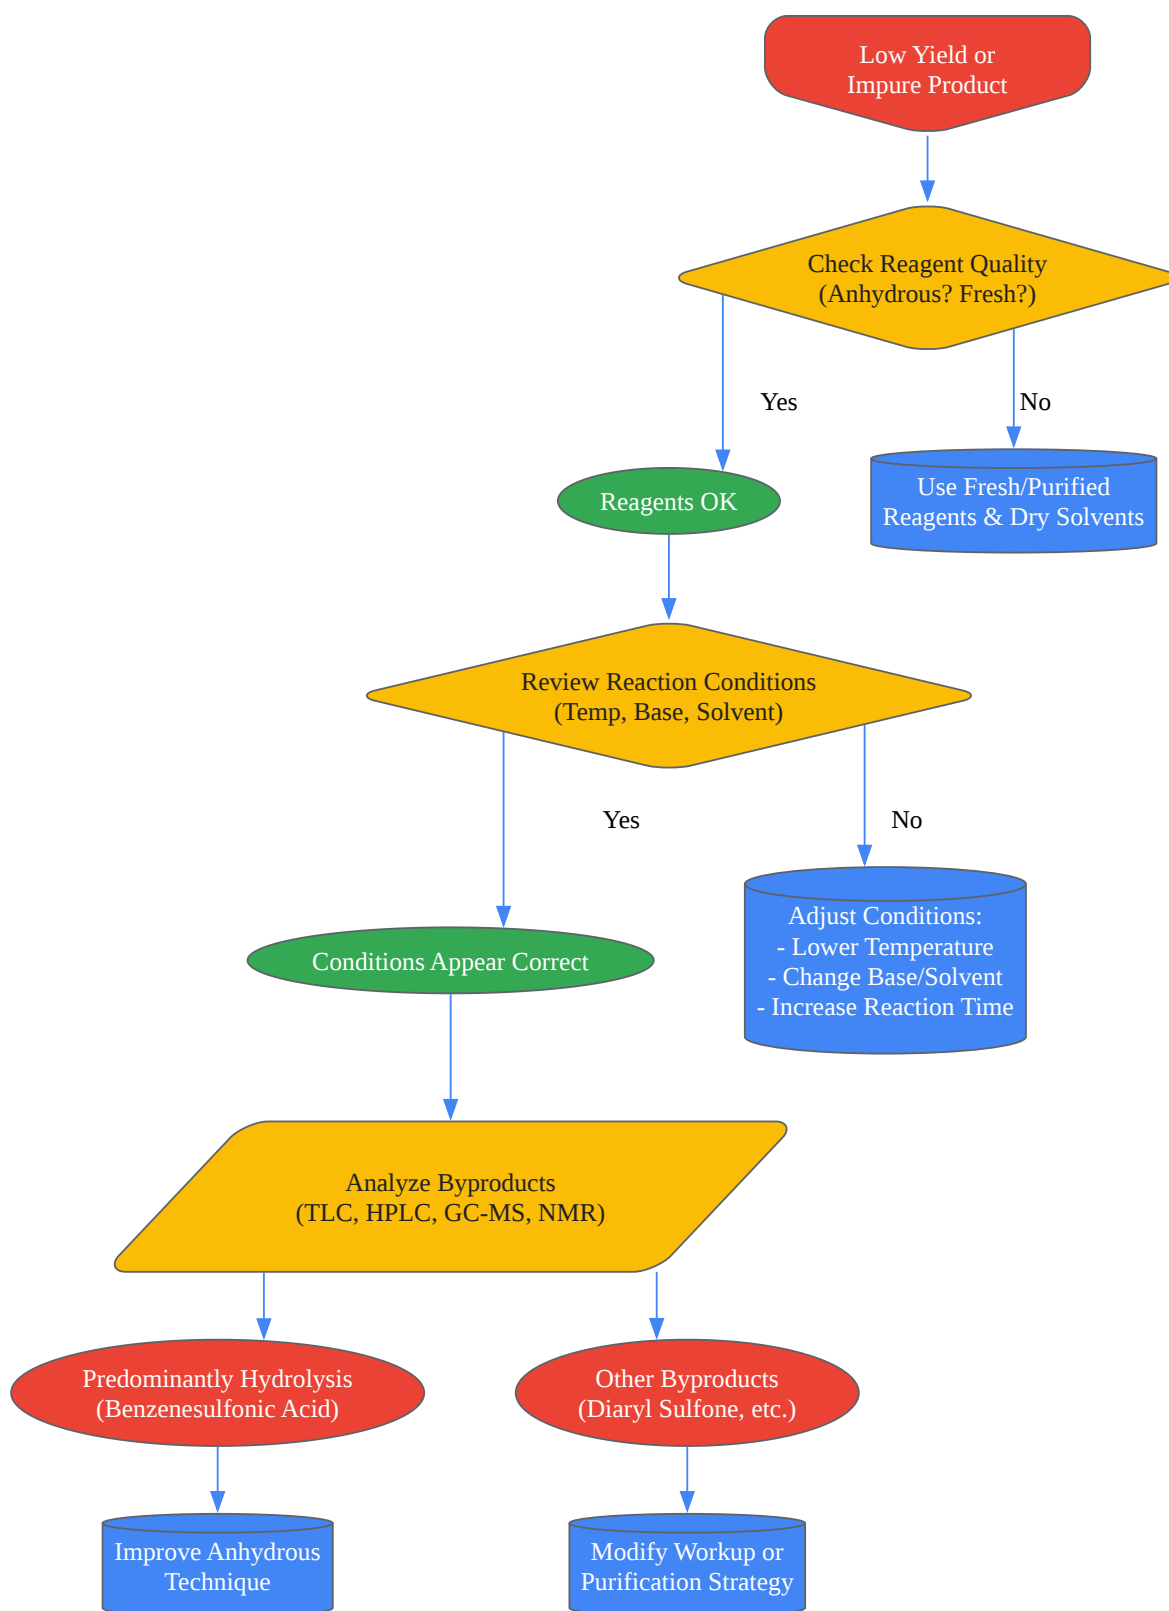 Low Yield or
Impure Product
Check Reagent Quality
(Anhydrous? Fresh?)
Yes
No
Reagents OK
Use Fresh/Purified
Reagents & Dry Solvents
Review Reaction Conditions
(Temp, Base, Solvent)
Yes
No
Conditions Appear Correct
Adjust Conditions:
- Lower Temperature
- Change Base/Solvent
- Increase Reaction Time
Analyze Byproducts
(TLC, HPLC, GC-MS, NMR)
Predominantly Hydrolysis
(Benzenesulfonic Acid)
Other Byproducts
(Diaryl Sulfone, etc.)
Improve Anhydrous
Technique
Modify Workup or
Purification Strategy